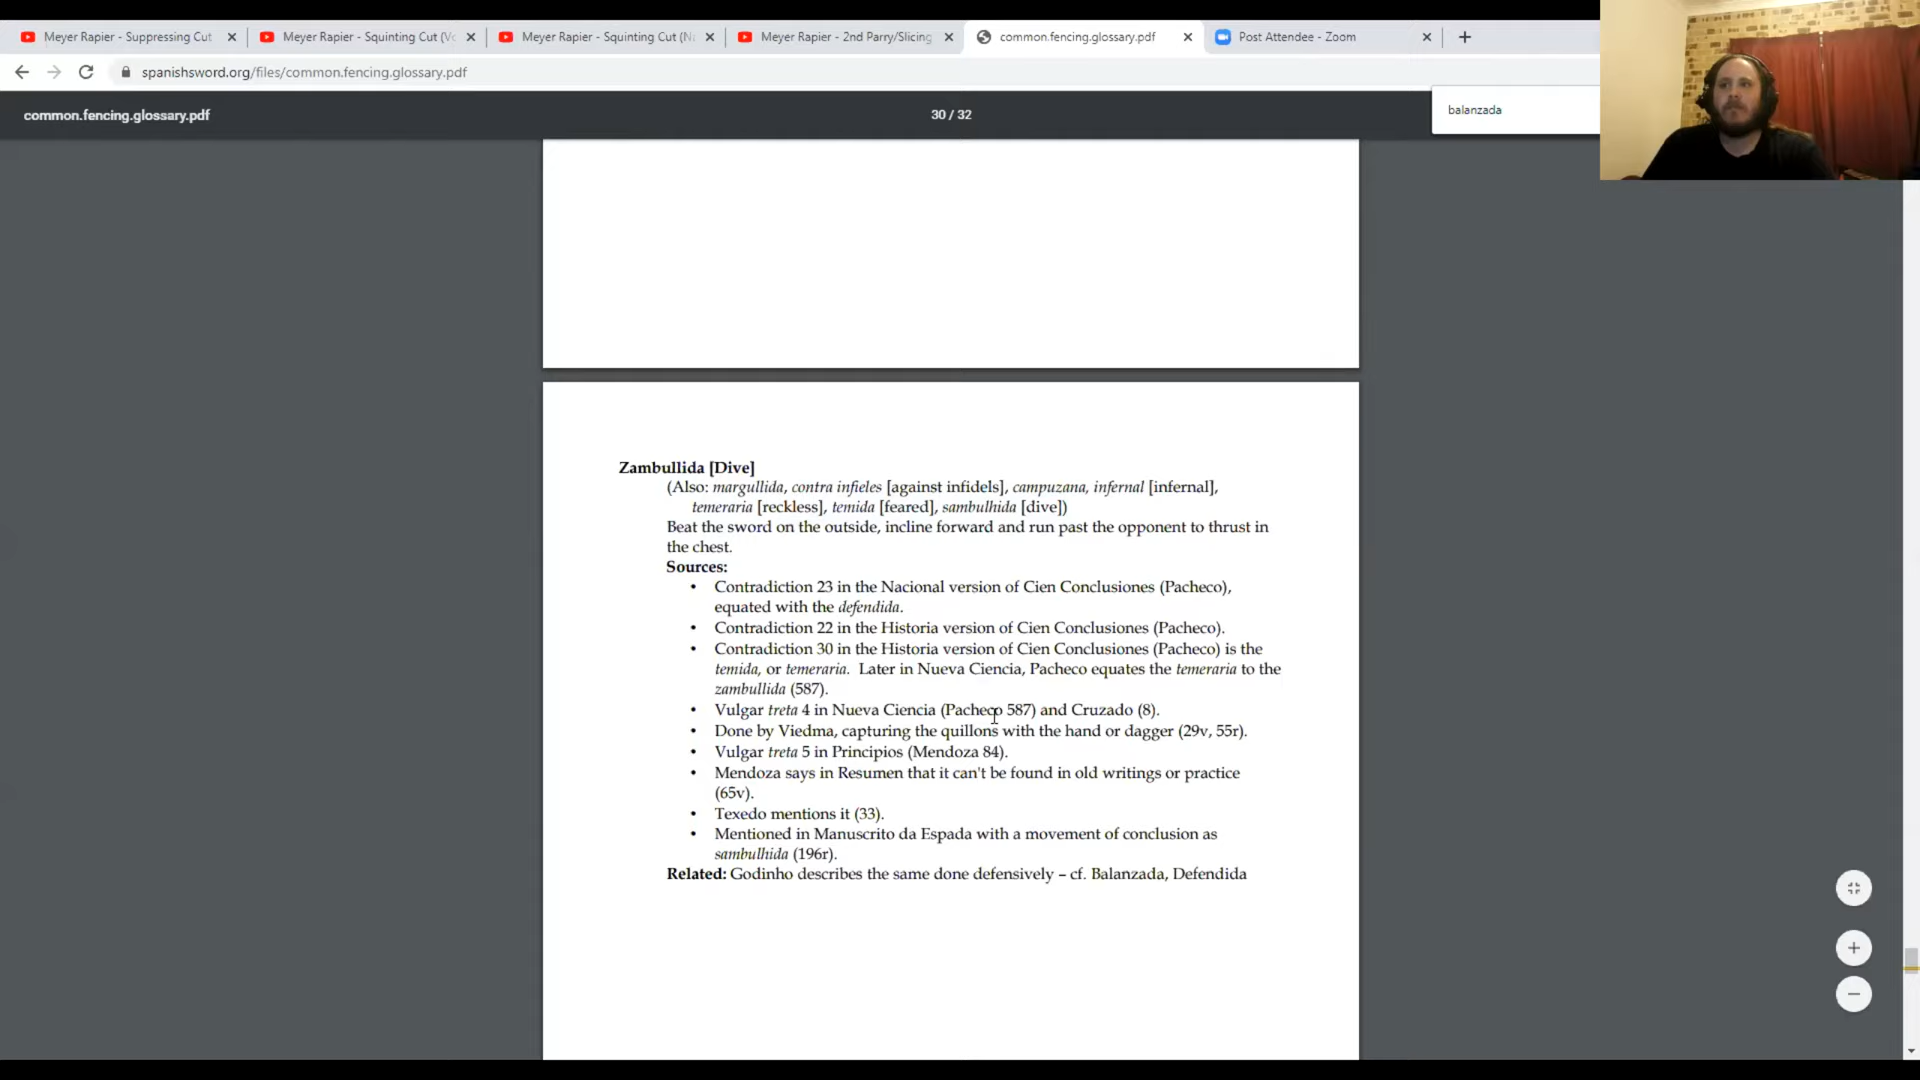 Meyer Rapier - Suppressing Cut
Meyer Rapier - Squinting Cut
Meyer Rapier - Squinting Cut
Meyer Rapier - 2nd Parry/Slicing
common.fencing.glossary.pdf
Post Attendee - Zoom
spanishsword.org/files/common.fencing.glossary.pdf
common.fencing.glossary.pdf
30 / 32
balanzada
Zambullida [Dive]
(Also: margullida, contra infieles [against infidels], campuzana, infernal [infernal],
temeraria [reckless], temida [feared], sambulhida [dive])
Beat the sword on the outside, incline forward and run past the opponent to thrust in
the chest.
Sources:
• Contradiction 23 in the Nacional version of Cien Conclusiones (Pacheco),
equated with the defendida.
• Contradiction 22 in the Historia version of Cien Conclusiones (Pacheco).
• Contradiction 30 in the Historia version of Cien Conclusiones (Pacheco) is the
temida, or temeraria. Later in Nueva Ciencia, Pacheco equates the temeraria to the
zambullida (587).
• Vulgar treta 4 in Nueva Ciencia (Pacheco 587) and Cruzado (8).
• Done by Viedma, capturing the quillons with the hand or dagger (29v, 55r).
• Vulgar treta 5 in Principios (Mendoza 84).
• Mendoza says in Resumen that it can't be found in old writings or practice
(65v).
• Texedo mentions it (33).
• Mentioned in Manuscrito da Espada with a movement of conclusion as
sambulhida (196r).
Related: Godinho describes the same done defensively – cf. Balanzada, Defendida